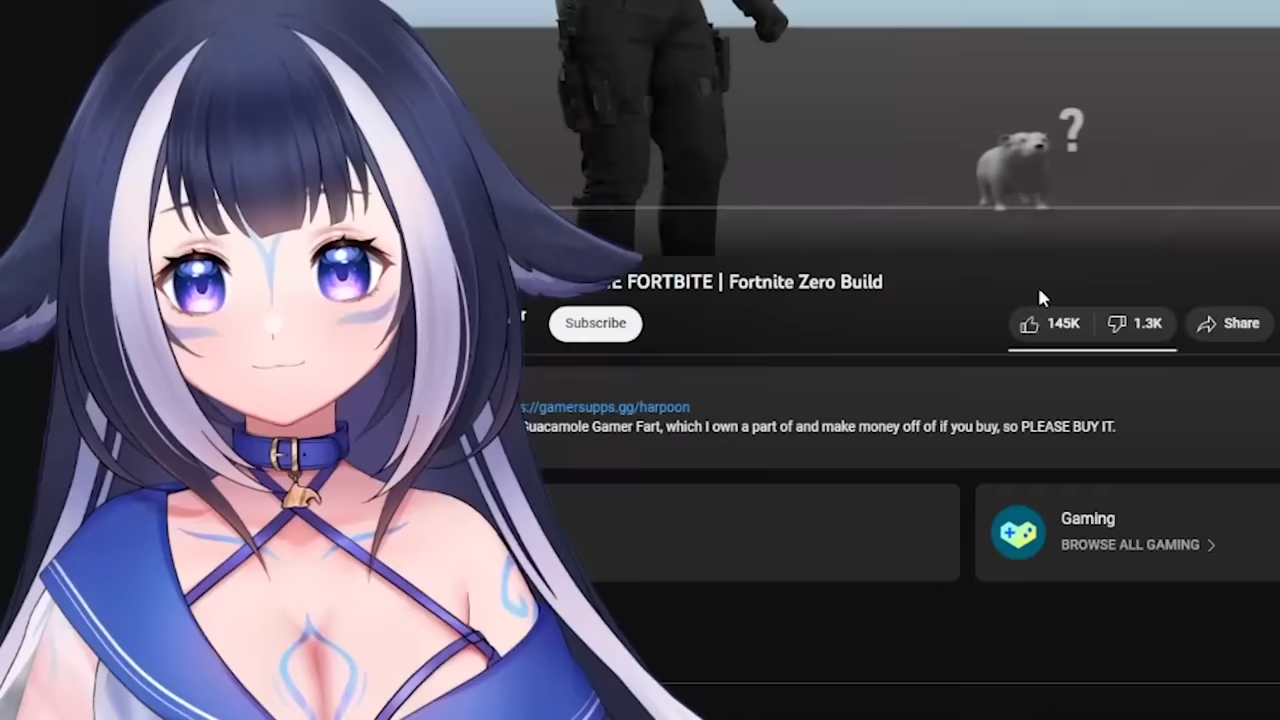 ?
FORTBITE | Fortnite Zero Build
Subscribe
145K
1.3K
Share
s://gamersupps.gg/harpoon
Guacamole Gamer Fart, which I own a part of and make money off of if you buy, so PLEASE BUY IT.
Gaming
BROWSE ALL GAMING